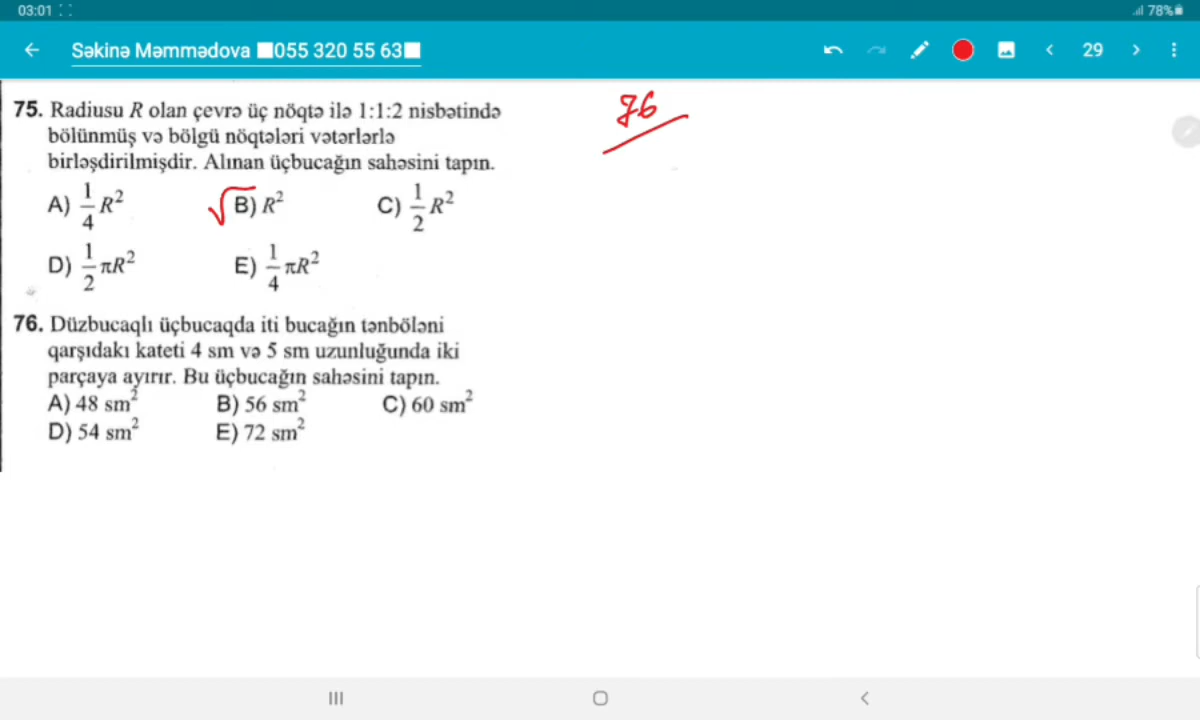 03:01
78%
Səkinə Məmmədova 055 320 55 63
29
75. Radiusu R olan çevrə üç nöqtə ilə 1:1:2 nisbətində
bölünmüş və bölgü nöqtələri vətərlərlə
birləşdirilmişdir. Alınan üçbucağın sahəsini tapın.
A) 1/4 R² B) R² C) 1/2 R²
D) 1/2 πR² E) 1/4 πR²
76. Düzbucaqlı üçbucaqda iti bucağın tənböləni
qarşıdakı kateti 4 sm və 5 sm uzunluğunda iki
parçaya ayırır. Bu üçbucağın sahəsini tapın.
A) 48 sm² B) 56 sm² C) 60 sm²
D) 54 sm² E) 72 sm²
76